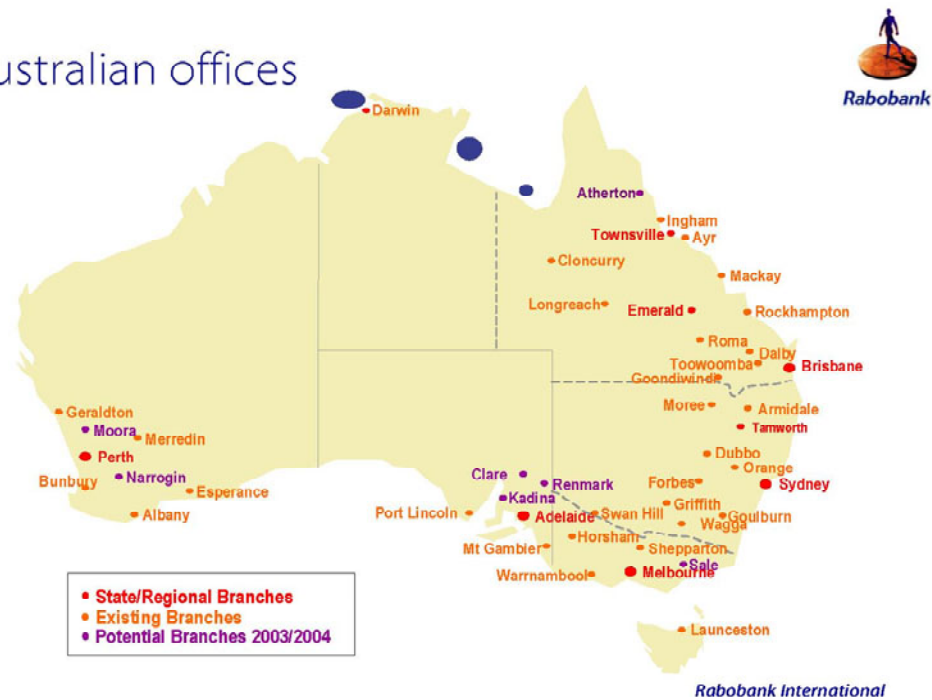 ustralian offices
Rabobank
Darwin
Atherton
Ingham
Townsville
Ayr
Cloncurry
Mackay
Longreach
Emerald
Rockhampton
Roma
Dalby
Toowoomba
Brisbane
Goondiwindi
Moree
Armidale
Geraldton
Moora
Merredin
Tamworth
Perth
Dubbo
Orange
Clare
Narrogin
Renmark
Forbes
Sydney
Bunbury
Esperance
Kadina
Griffith
Albany
Port Lincoln
Adelaide
Swan Hill
Goulburn
Wagga
Horsham
Mt Gambier
Shepparton
Sale
Warrnambool
Melbourne
State/Regional Branches
Existing Branches
Potential Branches 2003/2004
Launceston
Rabobank International